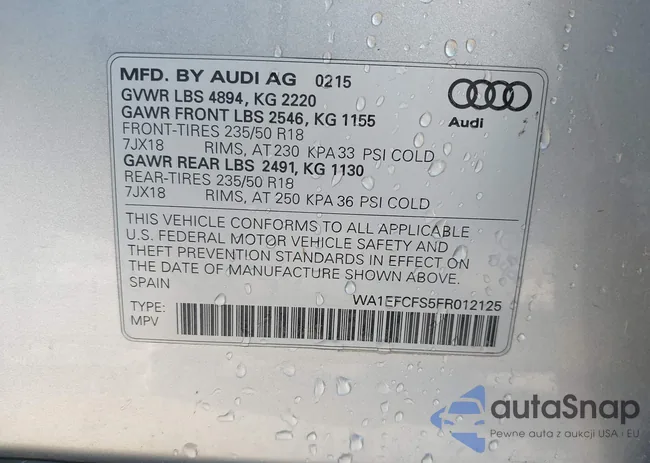 MFD. BY AUDI AG 0215
GVWR LBS 4894, KG 2220
GAWR FRONT LBS 2546, KG 1155
FRONT-TIRES 235/50 R18
7JX18 RIMS, AT 230 KPA 33 PSI COLD
GAWR REAR LBS 2491, KG 1130
REAR-TIRES 235/50 R18
7JX18 RIMS, AT 250 KPA 36 PSI COLD
Audi
THIS VEHICLE CONFORMS TO ALL APPLICABLE
U.S. FEDERAL MOTOR VEHICLE SAFETY AND
THEFT PREVENTION STANDARDS IN EFFECT ON
THE DATE OF MANUFACTURE SHOWN ABOVE.
SPAIN
WA1EFCFS5FR012125
TYPE:
MPV
autaSnap
Pewne auta z aukcji USA i EU